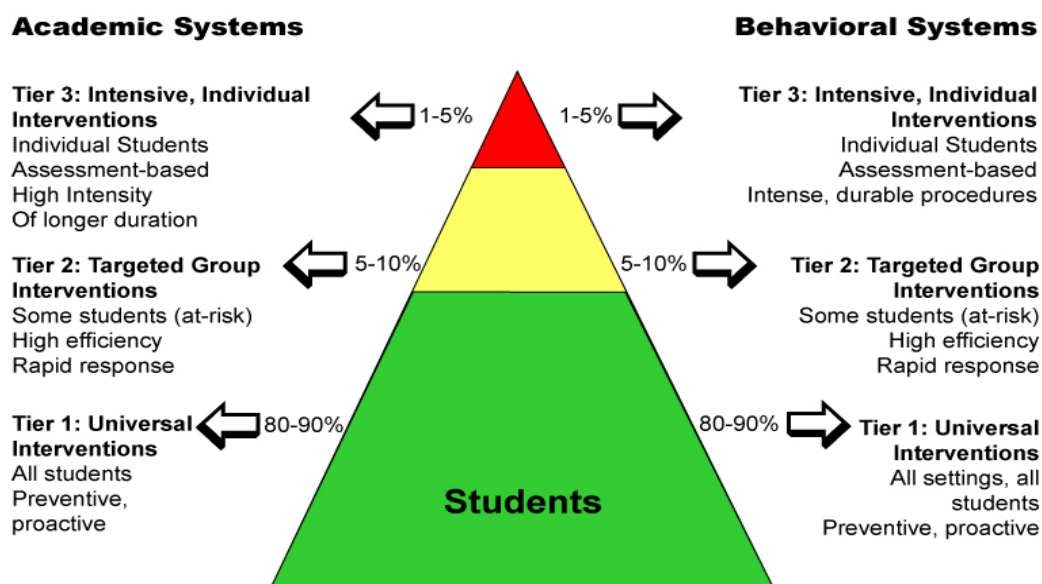 Academic Systems
Behavioral Systems
Tier 3: Intensive, Individual
Interventions
Individual Students
Assessment-based
High Intensity
Of longer duration
1-5%
1-5%
Tier 3: Intensive, Individual
Interventions
Individual Students
Assessment-based
Intense, durable procedures
Tier 2: Targeted Group
Interventions
Some students (at-risk)
High efficiency
Rapid response
5-10%
5-10%
Tier 2: Targeted Group
Interventions
Some students (at-risk)
High efficiency
Rapid response
Tier 1: Universal
Interventions
All students
Preventive,
proactive
80-90%
80-90%
Tier 1: Universal
Interventions
All settings, all
students
Preventive, proactive
Students